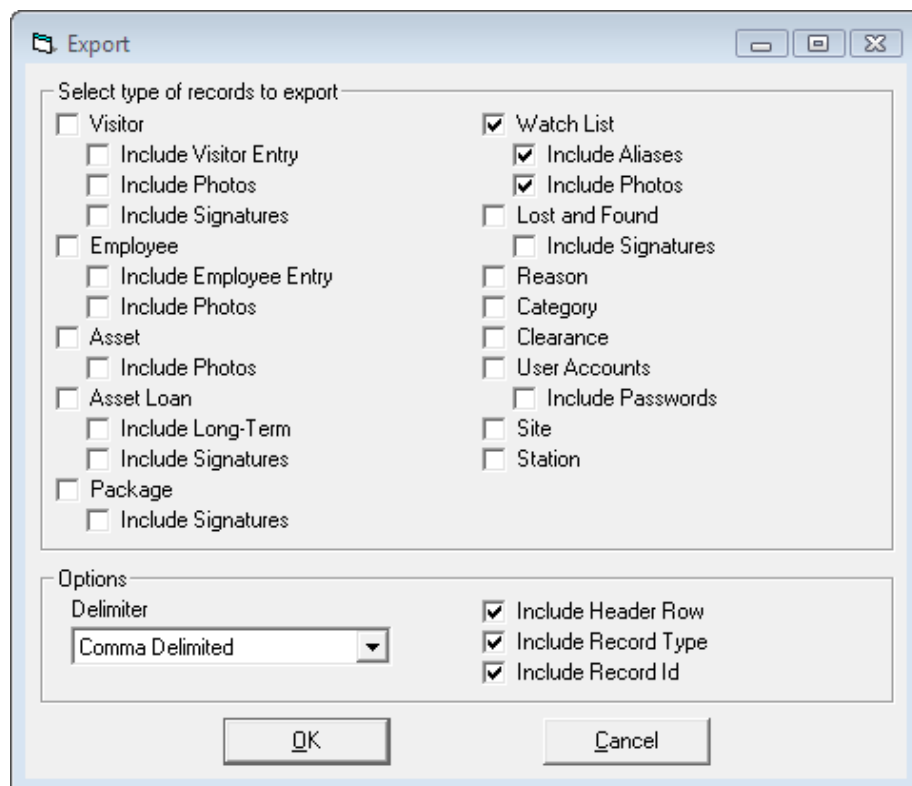 Export
Select type of records to export
Visitor
Include Visitor Entry
Include Photos
Include Signatures
Employee
Include Employee Entry
Include Photos
Asset
Include Photos
Asset Loan
Include Long-Term
Include Signatures
Package
Include Signatures
Watch List
Include Aliases
Include Photos
Lost and Found
Include Signatures
Reason
Category
Clearance
User Accounts
Include Passwords
Site
Station
Options
Delimiter
Comma Delimited
Include Header Row
Include Record Type
Include Record Id
OK
Cancel